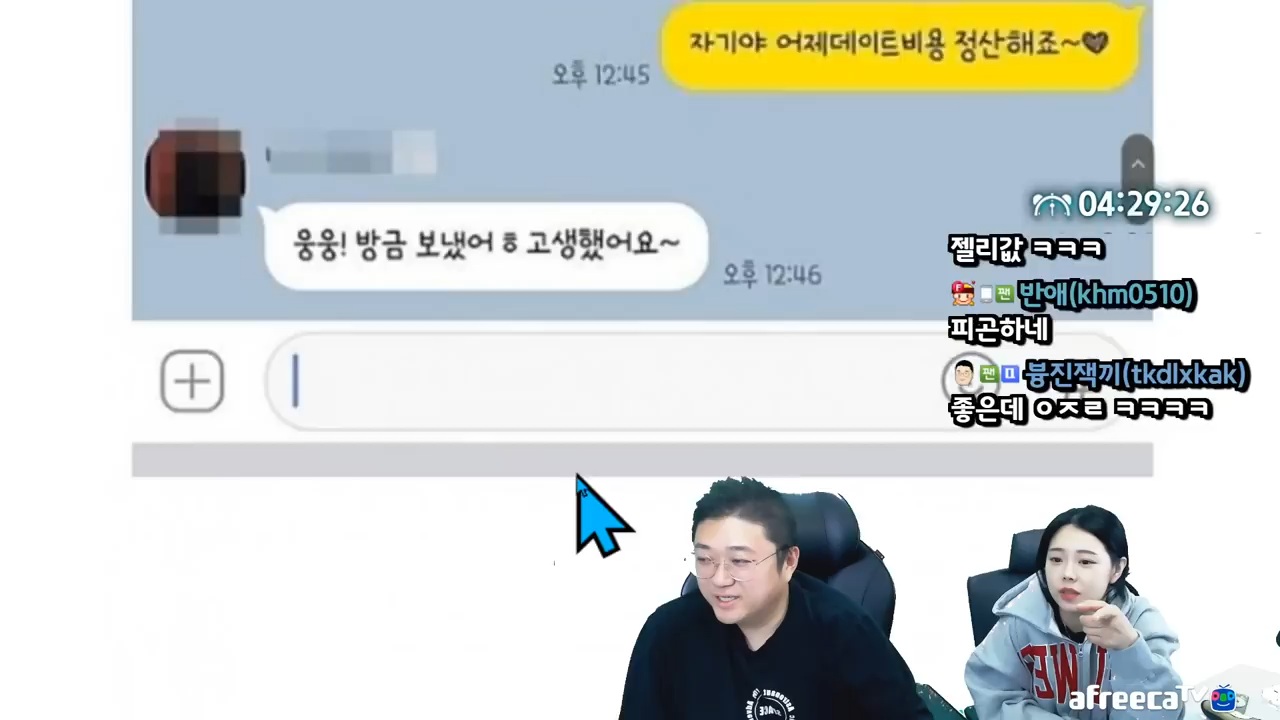 자기야 어제데이트비용 정산해죠~♥
오후 12:45
웅웅! 방금 보냈어ㅎ 고생했어요~
오후 12:46
04:29:26
젤리값 ㅋㅋㅋ
반애(khm0510)
피곤하네
븅진잭끼(tkdlxkak)
좋은데 ㅇㅈㄹ ㅋㅋㅋㅋ
afreecaTV